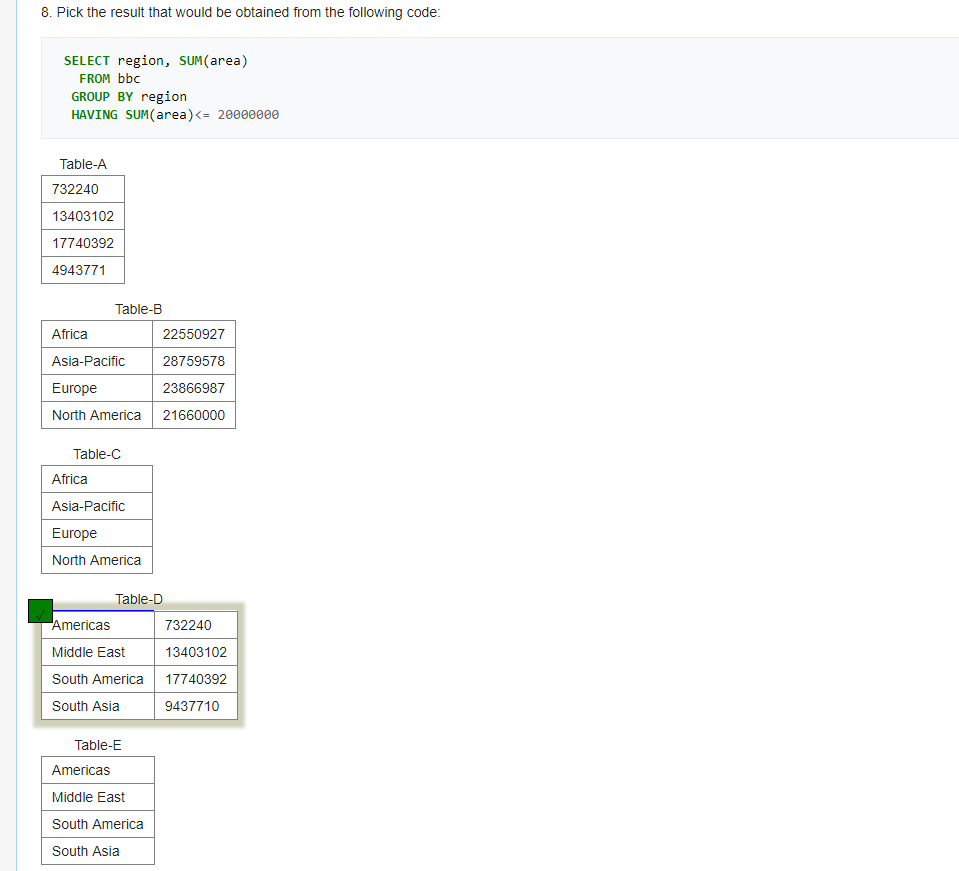 8. Pick the result that would be obtained from the following code:
SELECT region, SUM(area)
FROM bbc
GROUP BY region
HAVING SUM(area)<= 20000000
Table-A
732240
13403102
17740392
4943771
Table-B
Africa 22550927
Asia-Pacific 28759578
Europe 23866987
North America 21660000
Table-C
Africa
Asia-Pacific
Europe
North America
Table-D
Americas 732240
Middle East 13403102
South America 17740392
South Asia 9437710
Table-E
Americas
Middle East
South America
South Asia